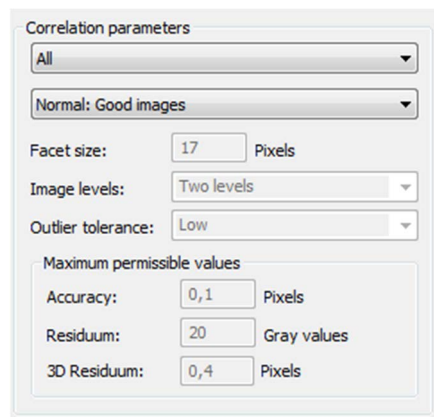 Correlation parameters
All
Normal: Good images
Facet size: 17 Pixels
Image levels: Two levels
Outlier tolerance: Low
Maximum permissible values
Accuracy: 0,1 Pixels
Residuum: 20 Gray values
3D Residuum: 0,4 Pixels